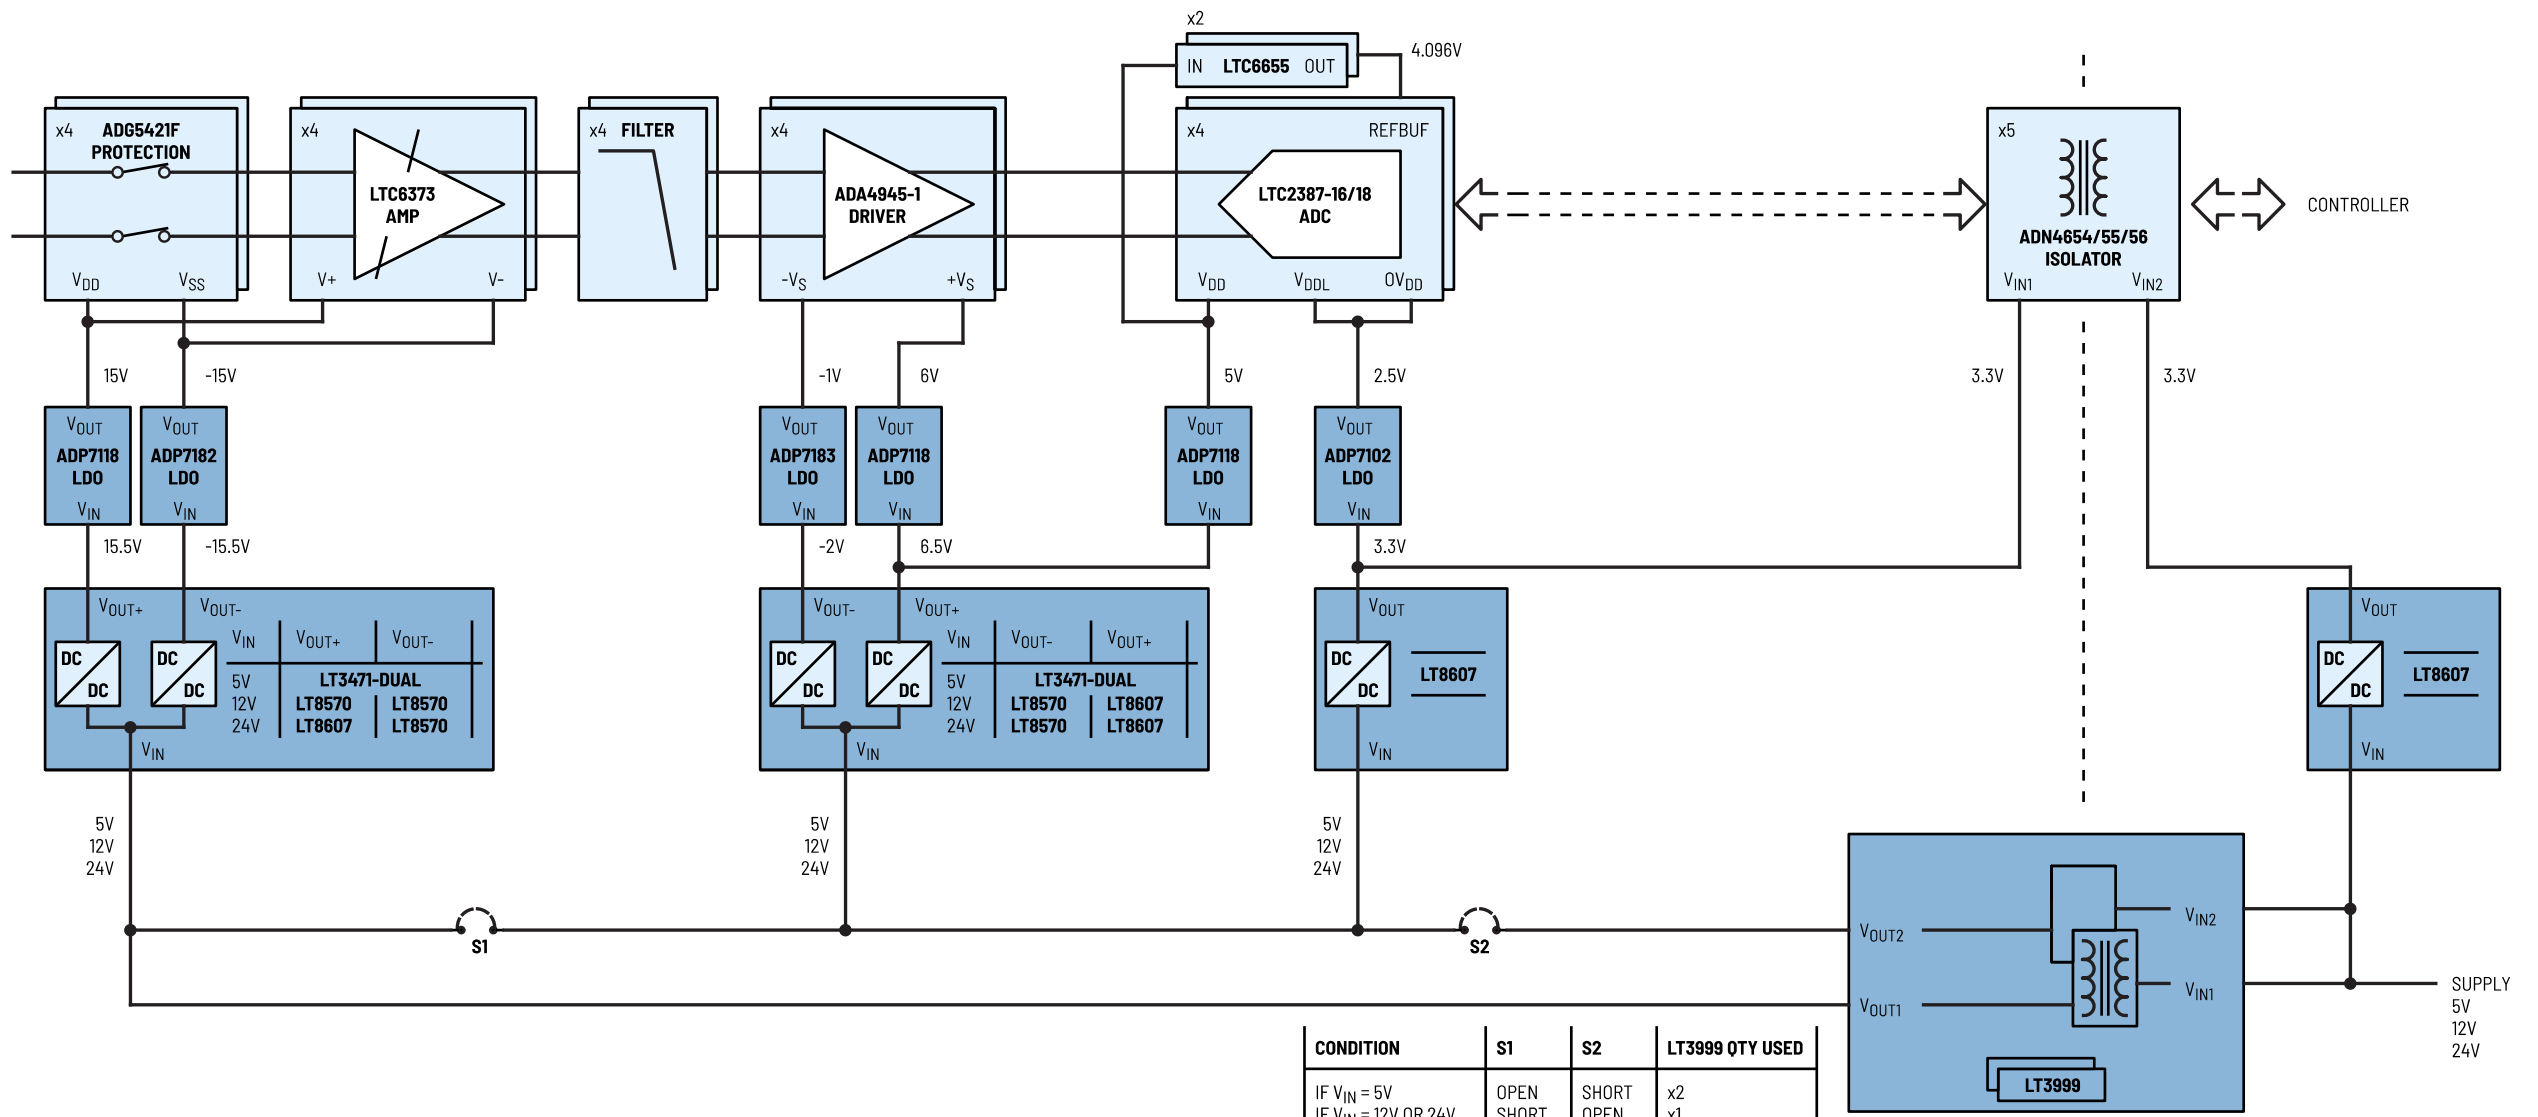 x2
IN LTC6655 OUT
4.096V
x4 ADG5421F
PROTECTION
VDD VSS
x4
LTC6373
AMP
V+ V-
x4 FILTER
x4
ADA4945-1
DRIVER
-VS +VS
x4 REFBUF
LTC2387-16/18
ADC
VDD VDDL OVDD
x5
ADN4654/55/56
ISOLATOR
VIN1 VIN2
CONTROLLER
15V -15V -1V 6V 5V 2.5V 3.3V 3.3V
VOUT
ADP7118
LDO
VIN
VOUT
ADP7182
LDO
VIN
VOUT
ADP7183
LDO
VIN
VOUT
ADP7118
LDO
VIN
VOUT
ADP7118
LDO
VIN
VOUT
ADP7102
LDO
VIN
15.5V -15.5V -2V 6.5V 3.3V
VOUT+ VOUT-
DC
DC
DC
DC
VIN
VIN VOUT+ VOUT-
LT3471-DUAL
5V
12V LT8570 LT8570
24V LT8607 LT8570
VOUT- VOUT+
DC
DC
DC
DC
VIN
VIN VOUT- VOUT+
LT3471-DUAL
5V
12V LT8570 LT8607
24V LT8570 LT8607
VOUT
DC
DC
LT8607
VIN
VOUT
DC
DC
LT8607
VIN
5V
12V
24V
5V
12V
24V
5V
12V
24V
S1
S2
VOUT2 VIN2
VOUT1 VIN1
LT3999
SUPPLY
5V
12V
24V
CONDITION S1 S2 LT3999 QTY USED
IF VIN = 5V OPEN SHORT x2
IF VIN = 12V OR 24V SHORT OPEN x1